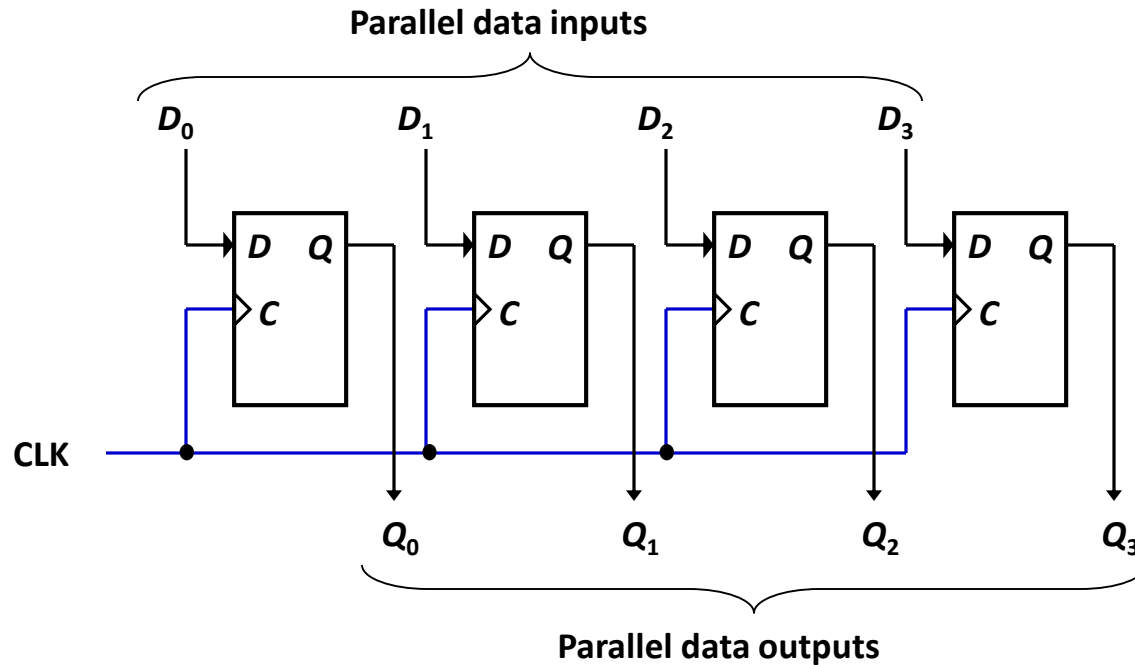 Parallel data inputs
D₀ D₁ D₂ D₃
D Q D Q D Q D Q
C C C C
CLK
Q₀ Q₁ Q₂ Q₃
Parallel data outputs